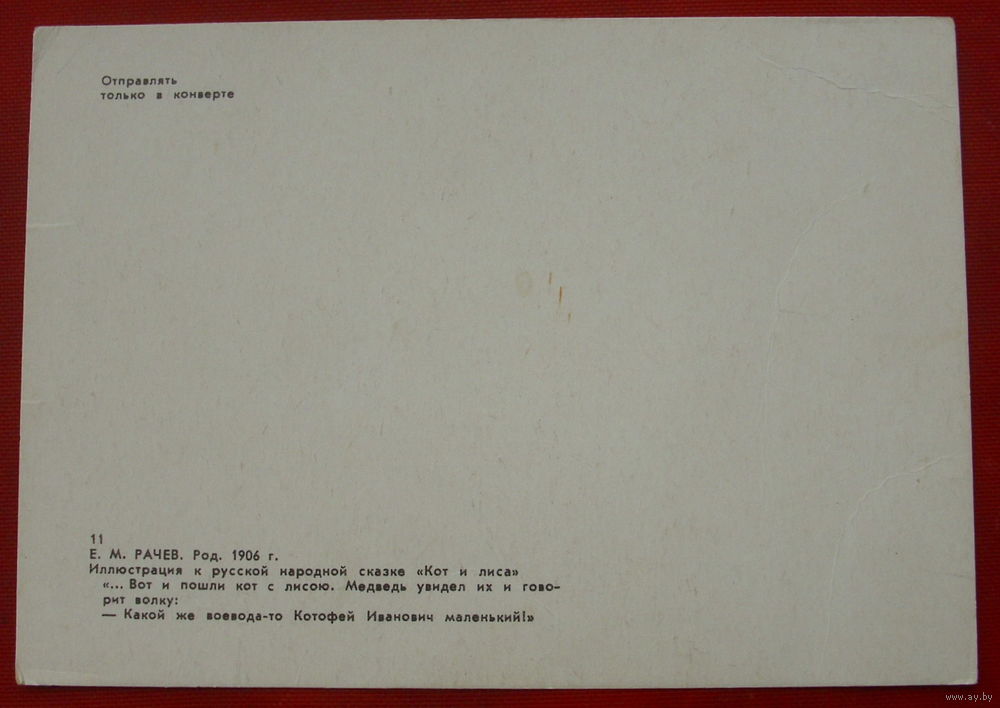 Отправлять
только в конверте
11
Е. М. РАЧЕВ. Род. 1906 г.
Иллюстрация к русской народной сказке «Кот и лиса»
«... Вот и пошли кот с лисою. Медведь увидел их и гово-
рит волку:
— Какой же воевода-то Котофей Иванович маленький!»
www.ay.by